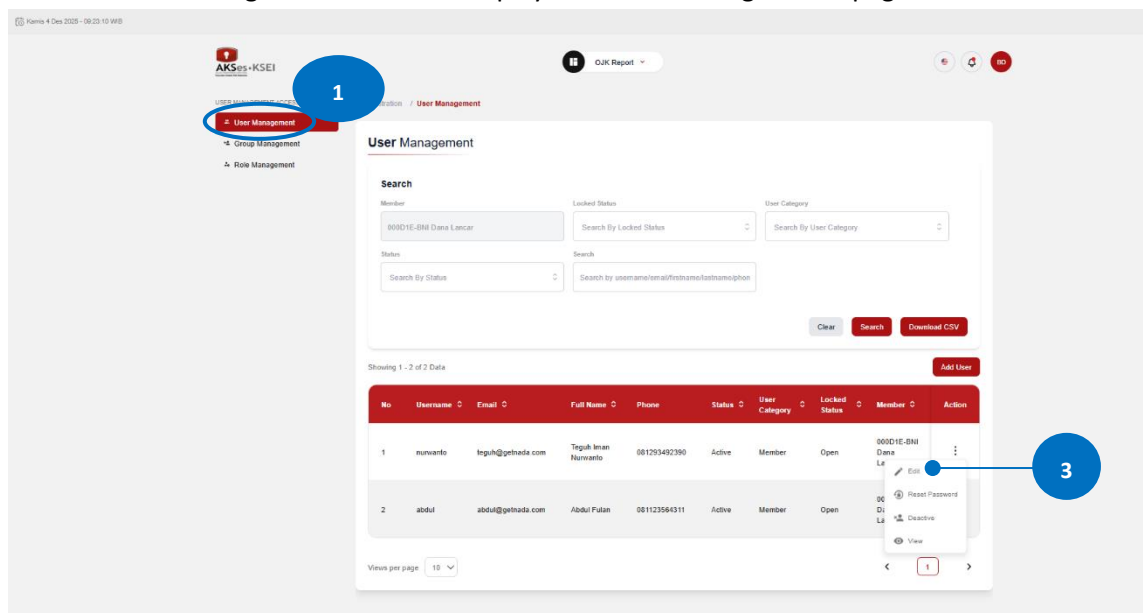 Kamis 4 Des 2025 - 09:23:10 WIB
AKSes-KSEI
OJK Report
BD
1
User Management
/ User Management
Group Management
Role Management
User Management
Search
Member
Locked Status
User Category
000D1E-BNI Dana Lancar
Search By Locked Status
Search By User Category
Status
Search
Search By Status
Search by username/email/firstname/lastname/phon
Clear
Search
Download CSV
Showing 1 - 2 of 2 Data
Add User
No Username Email Full Name Phone Status User Category Locked Status Member Action
1 nurwanto teguh@getnada.com Teguh Iman Nurwanto 081293492390 Active Member Open 000D1E-BNI Dana
Edit
3
Reset Password
2 abdul abdul@getnada.com Abdul Fulan 081123564311 Active Member Open
Deactive
View
Views per page 10
1